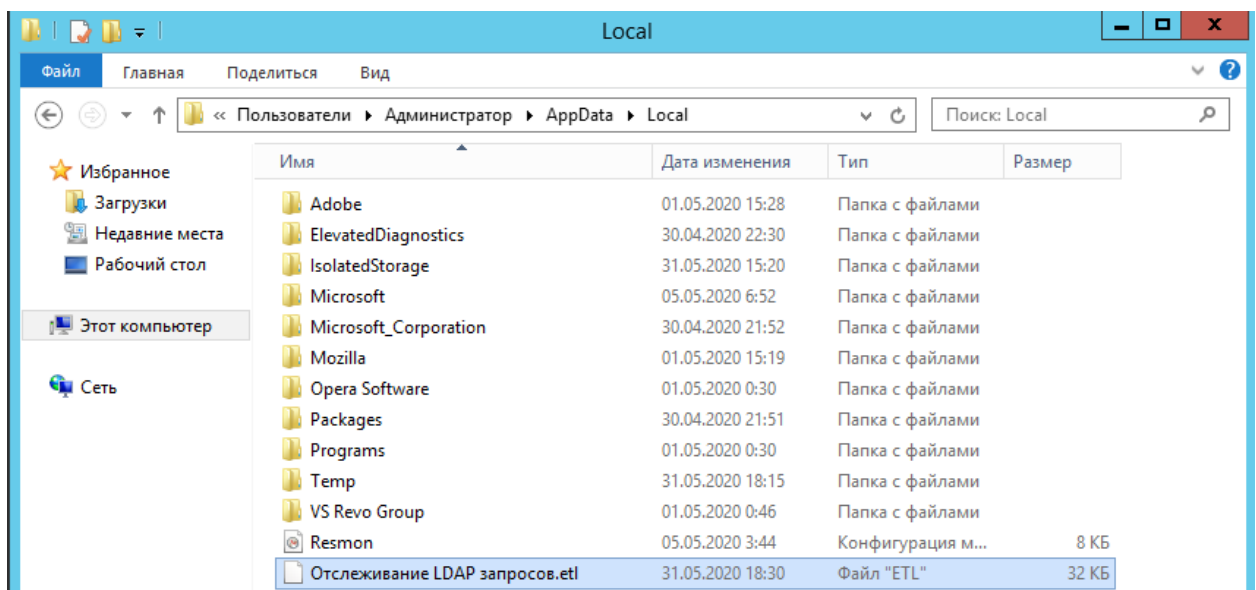 Local
Файл Главная Поделиться Вид
« Пользователи Администратор AppData Local Поиск: Local
Избранное
Загрузки
Недавние места
Рабочий стол
Этот компьютер
Сеть
Имя Дата изменения Тип Размер
Adobe 01.05.2020 15:28 Папка с файлами
ElevatedDiagnostics 30.04.2020 22:30 Папка с файлами
IsolatedStorage 31.05.2020 15:20 Папка с файлами
Microsoft 05.05.2020 6:52 Папка с файлами
Microsoft_Corporation 30.04.2020 21:52 Папка с файлами
Mozilla 01.05.2020 15:19 Папка с файлами
Opera Software 01.05.2020 0:30 Папка с файлами
Packages 30.04.2020 21:51 Папка с файлами
Programs 01.05.2020 0:30 Папка с файлами
Temp 31.05.2020 18:15 Папка с файлами
VS Revo Group 01.05.2020 0:46 Папка с файлами
Resmon 05.05.2020 3:44 Конфигурация м... 8 КБ
Отслеживание LDAP запросов.etl 31.05.2020 18:30 Файл "ETL" 32 КБ